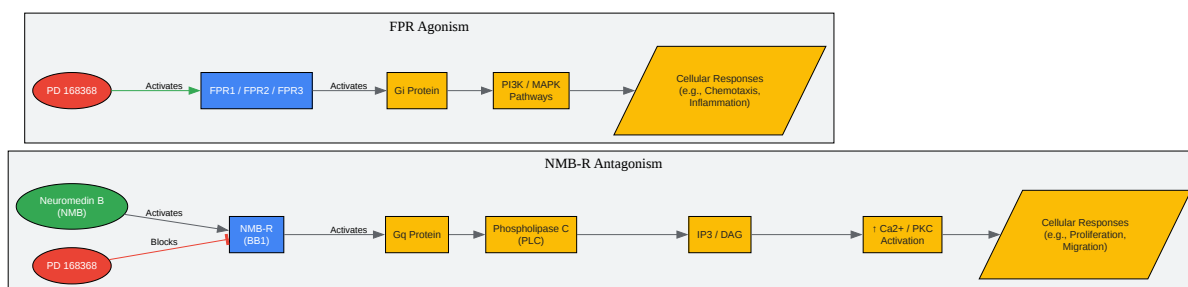 FPR Agonism
PD 168368
Activates
FPR1 / FPR2 / FPR3
Activates
Gi Protein
PI3K / MAPK
Pathways
Cellular Responses
(e.g., Chemotaxis,
Inflammation)
NMB-R Antagonism
Neuromedin B
(NMB)
Activates
PD 168368
Blocks
NMB-R
(BB1)
Activates
Gq Protein
Phospholipase C
(PLC)
IP3 / DAG
↑ Ca2+ / PKC
Activation
Cellular Responses
(e.g., Proliferation,
Migration)